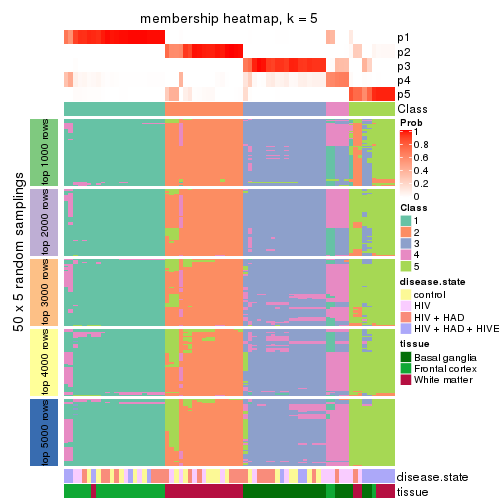 membership heatmap, k = 5
p1
p2
p3
p4
p5
Class
50 x 5 random samplings
top 1000 rows
top 2000 rows
top 3000 rows
top 4000 rows
top 5000 rows
disease.state
tissue
Prob
1
0.8
0.6
0.4
0.2
0
Class
1
2
3
4
5
disease.state
control
HIV
HIV + HAD
HIV + HAD + HIVE
tissue
Basal ganglia
Frontal cortex
White matter